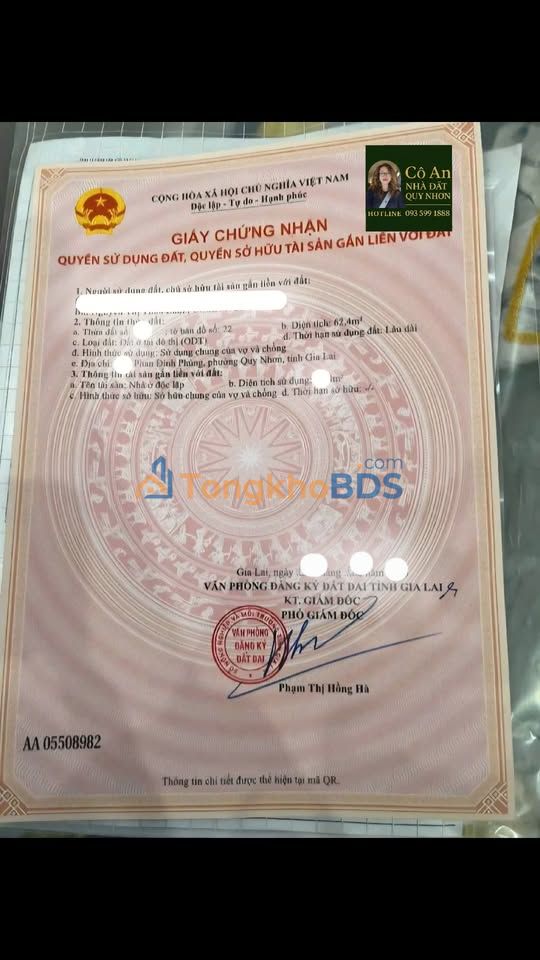 Cô An
NHÀ ĐẤT
QUY NHƠN
HOTLINE 093 599 1888
CỘNG HÒA XÃ HỘI CHỦ NGHĨA VIỆT NAM
Độc lập - Tự do - Hạnh phúc
GIẤY CHỨNG NHẬN
QUYỀN SỬ DỤNG ĐẤT, QUYỀN SỞ HỮU TÀI SẢN GẮN LIỀN VỚI ĐẤT
1. Người sử dụng đất, chủ sở hữu tài sản gắn liền với đất:
2. Thông tin thửa đất:
a. Thửa đất số: tờ bản đồ số: 22 b. Diện tích: 62,4m²
c. Loại đất: Đất ở tại đô thị (ODT) d. Thời hạn sử dụng đất: Lâu dài
đ. Hình thức sử dụng: Sử dụng chung của vợ và chồng
e. Địa chỉ: Phan Đình Phùng, phường Quy Nhơn, tỉnh Gia Lai
3. Thông tin tài sản gắn liền với đất:
a. Tên tài sản: Nhà ở độc lập b. Diện tích sử dụng: m²
c. Hình thức sở hữu: Sở hữu chung của vợ và chồng d. Thời hạn sở hữu: -/-
TongkhoBDS.com
Gia Lai, ngày
VĂN PHÒNG ĐĂNG KÝ ĐẤT ĐAI TỈNH GIA LAI
KT. GIÁM ĐỐC
PHÓ GIÁM ĐỐC
VĂN PHÒNG
ĐĂNG KÝ
ĐẤT ĐAI
Phạm Thị Hồng Hà
AA 05508982
Thông tin chi tiết được thể hiện tại mã QR.